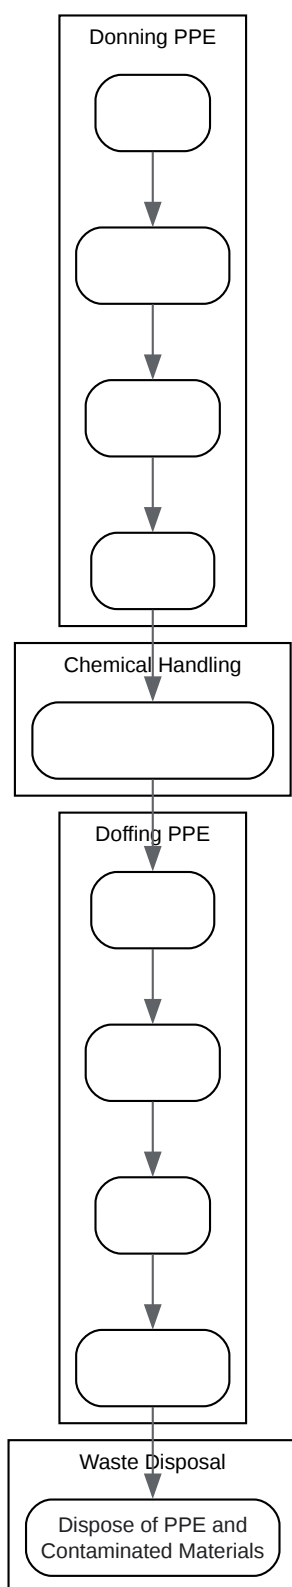 Donning PPE
Chemical Handling
Doffing PPE
Waste Disposal
Dispose of PPE and
Contaminated Materials